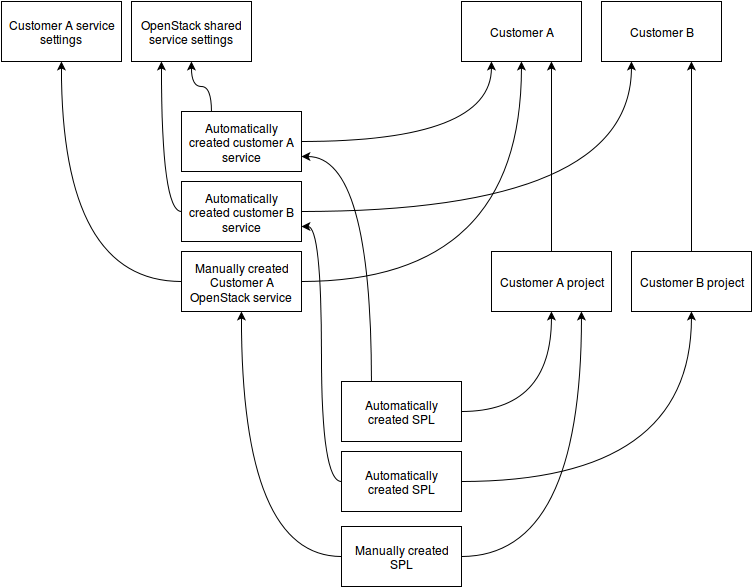 Customer A service
settings
OpenStack shared
service settings
Customer A
Customer B
Automatically
created customer A
service
Automatically
created customer B
service
Manually created
Customer A
OpenStack service
Customer A project
Customer B project
Automatically
created SPL
Automatically
created SPL
Manually created
SPL